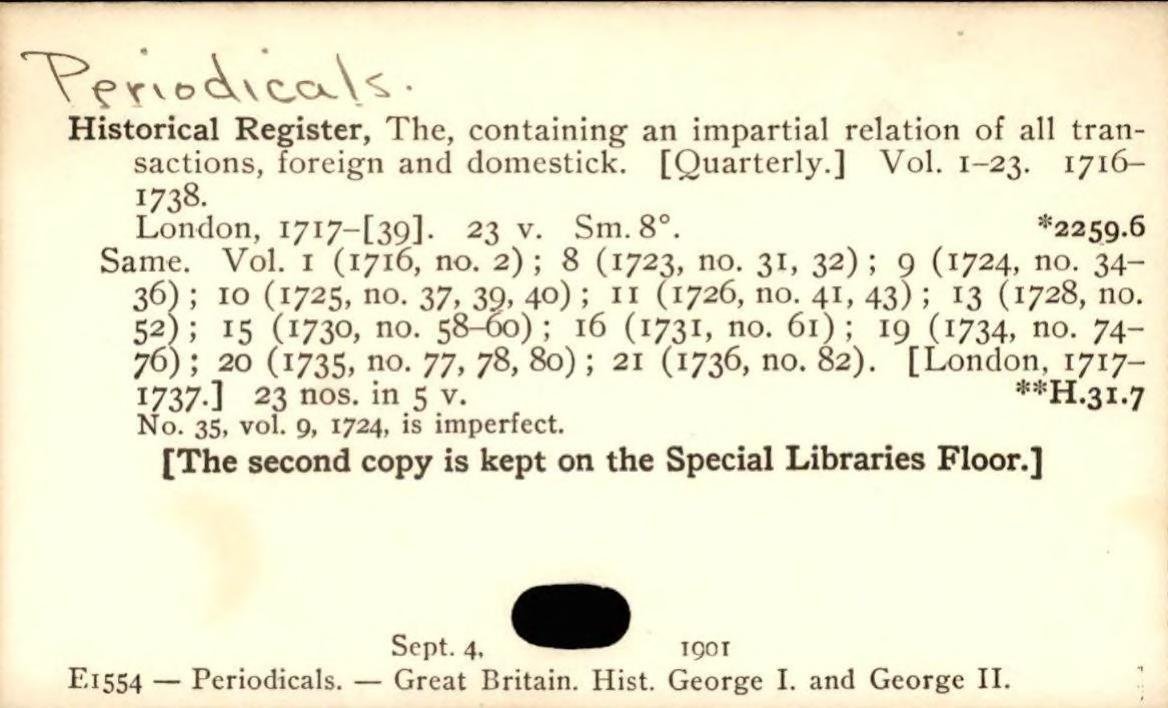 Periodicals.
Historical Register, The, containing an impartial relation of all tran-
sactions, foreign and domestick. [Quarterly.] Vol. 1–23. 1716–
1738.
London, 1717–[39]. 23 v. Sm. 8°. *2259.6
Same. Vol. 1 (1716, no. 2) ; 8 (1723, no. 31, 32) ; 9 (1724, no. 34–
36) ; 10 (1725, no. 37, 39, 40) ; 11 (1726, no. 41, 43) ; 13 (1728, no.
52) ; 15 (1730, no. 58–60) ; 16 (1731, no. 61) ; 19 (1734, no. 74–
76) ; 20 (1735, no. 77, 78, 80) ; 21 (1736, no. 82). [London, 1717–
1737.] 23 nos. in 5 v. **H.31.7
No. 35, vol. 9, 1724, is imperfect.
[The second copy is kept on the Special Libraries Floor.]
Sept. 4, 1901
E1554 — Periodicals. — Great Britain. Hist. George I. and George II.